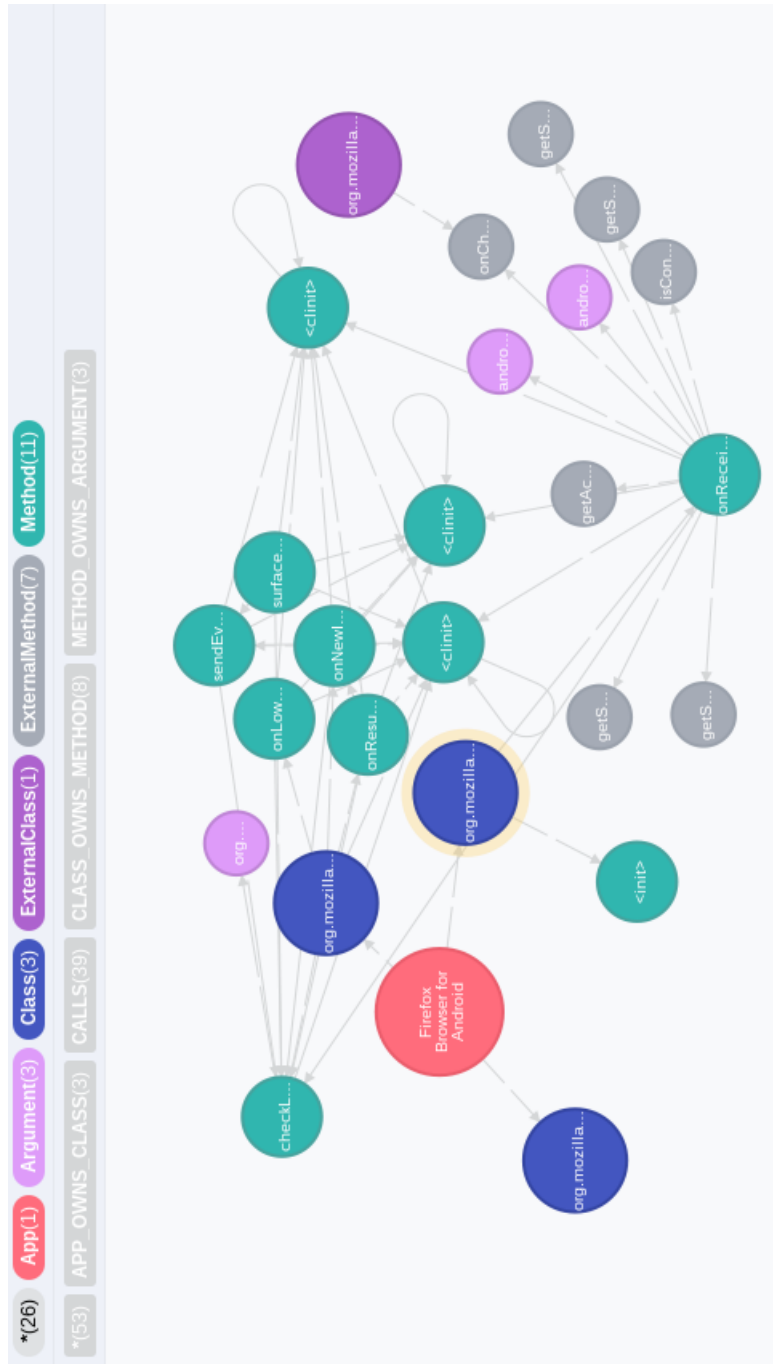 *(26) App(1) Argument(3) Class(3) ExternalClass(1) ExternalMethod(7) Method(11)
*(53) APP_OWNS_CLASS(3) CALLS(39) CLASS_OWNS_METHOD(8) METHOD_OWNS_ARGUMENT(3)
sendEv...
org....
surface...
onLow...
checkL...
<clinit>
onNewI...
org.mozilla...
org.mozilla...
onResu...
<clinit>
<clinit>
Firefox
Browser for
Android
org.mozilla...
onCh...
andro...
getS...
andro...
getAc...
org.mozilla...
getS...
getS...
<init>
isCon...
getS...
onRecei...